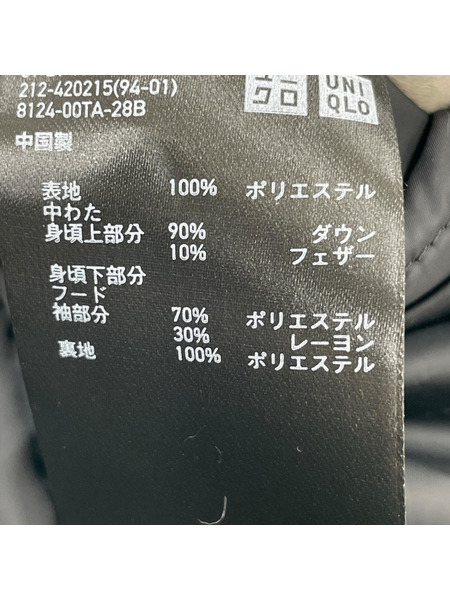 212-420215(94-01)
8124-00TA-28B
ユニクロ
UNIQLO
中国製
表地 100% ポリエステル
中わた
身頃上部分 90% ダウン
10% フェザー
身頃下部分
フード
袖部分 70% ポリエステル
30% レーヨン
裏地 100% ポリエステル